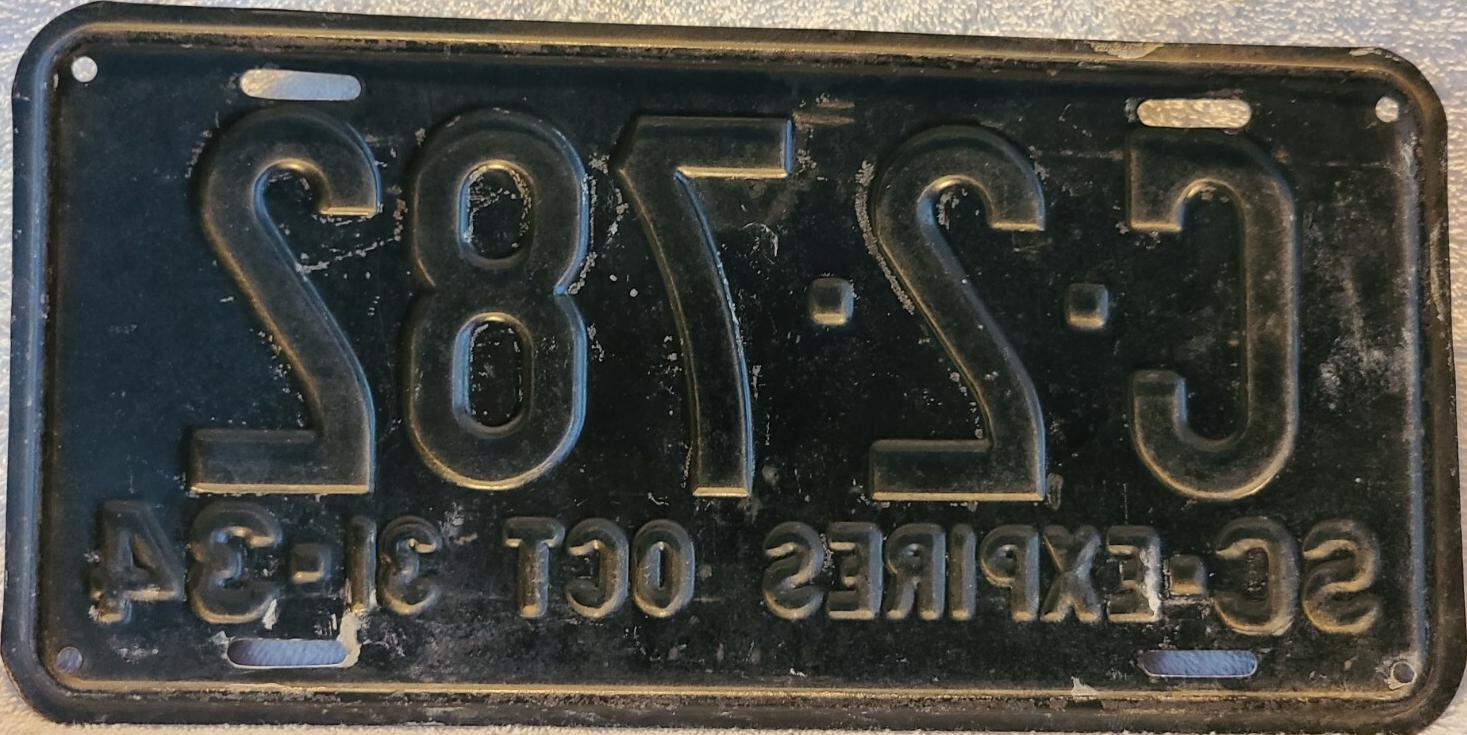 C·2·782
SC-EXPIRES OCT 31-34